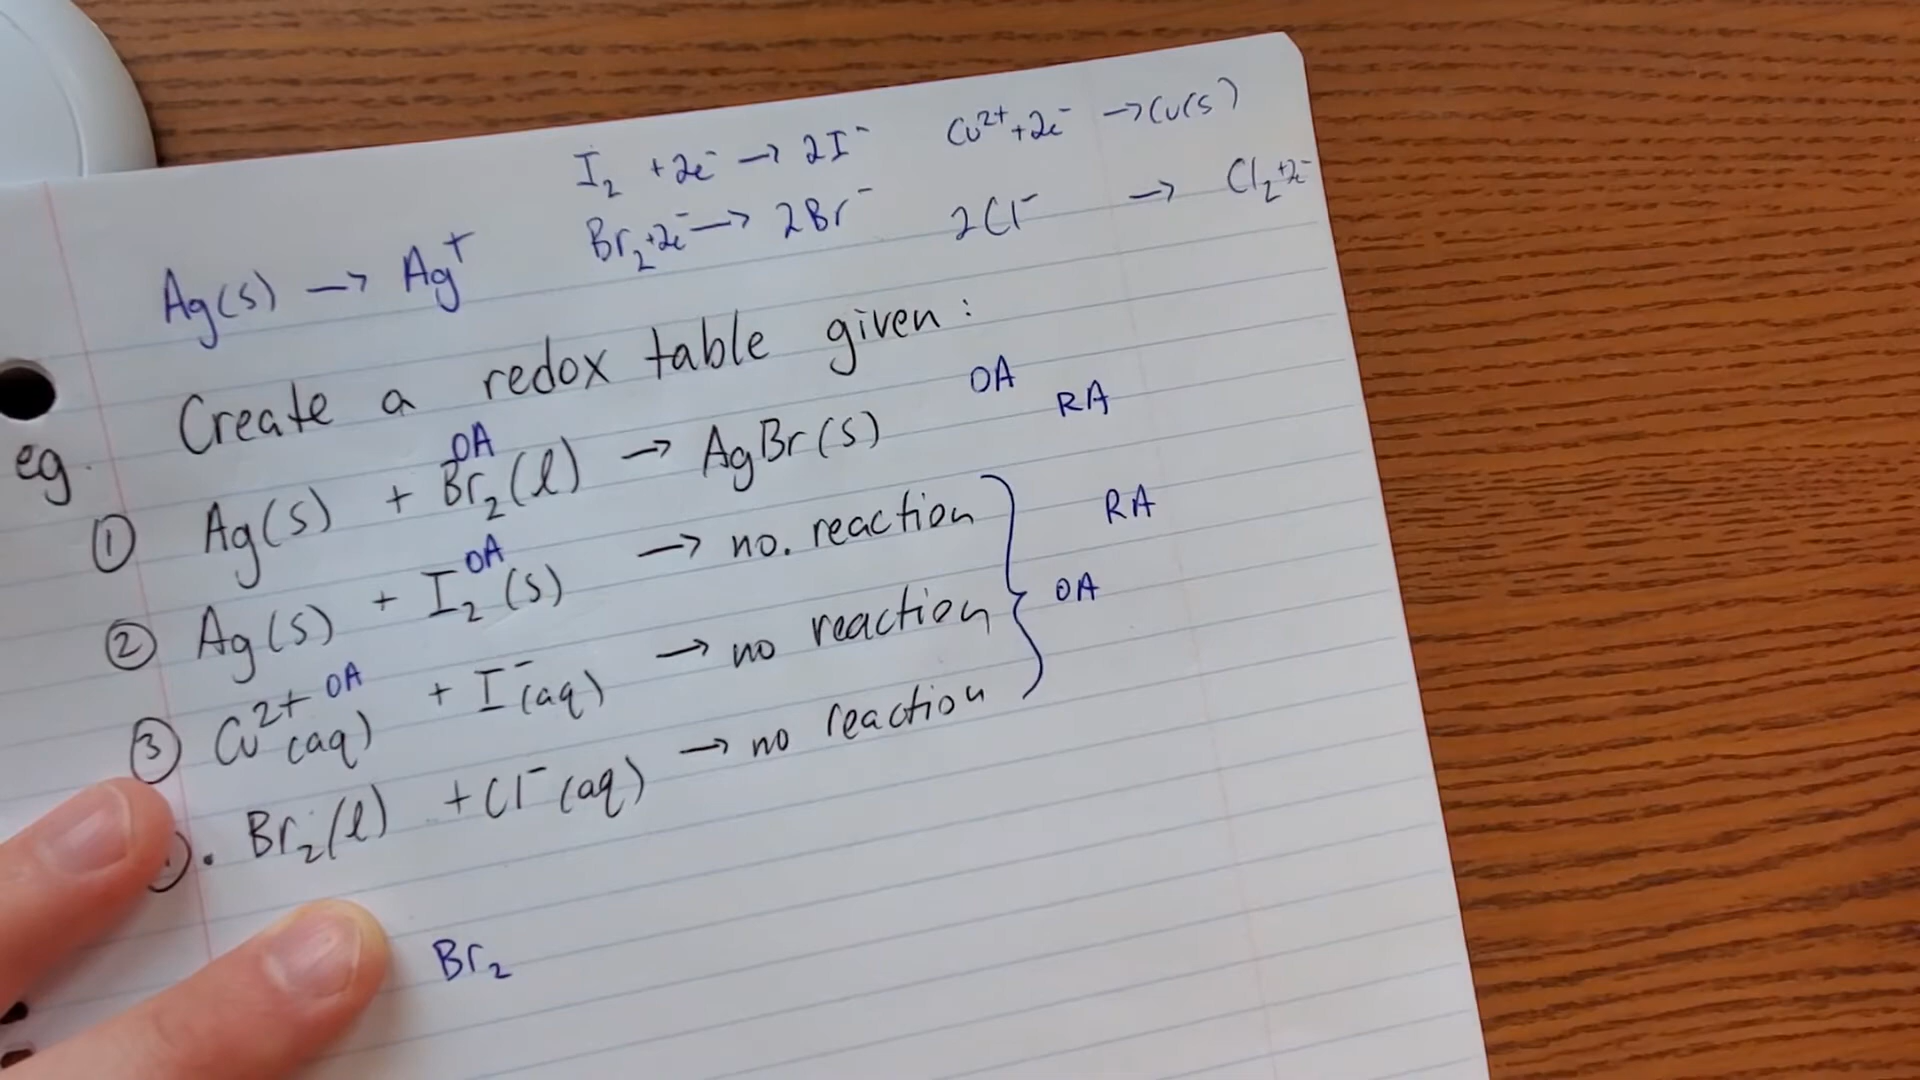 I₂ + 2e⁻ → 2I⁻ Cu²⁺ + 2e⁻ → Cu(s)
Br₂ + 2e⁻ → 2Br⁻ 2Cl⁻ → Cl₂ + 2e⁻
Ag(s) → Ag⁺
eg. Create a redox table given:
OA OA RA
① Ag(s) + Br₂(l) → AgBr(s)
OA RA
② Ag(s) + I₂(s) → no. reaction
OA OA
③ Cu²⁺(aq) + I⁻(aq) → no reaction
. Br₂(l) + Cl⁻(aq) → no reaction
Br₂